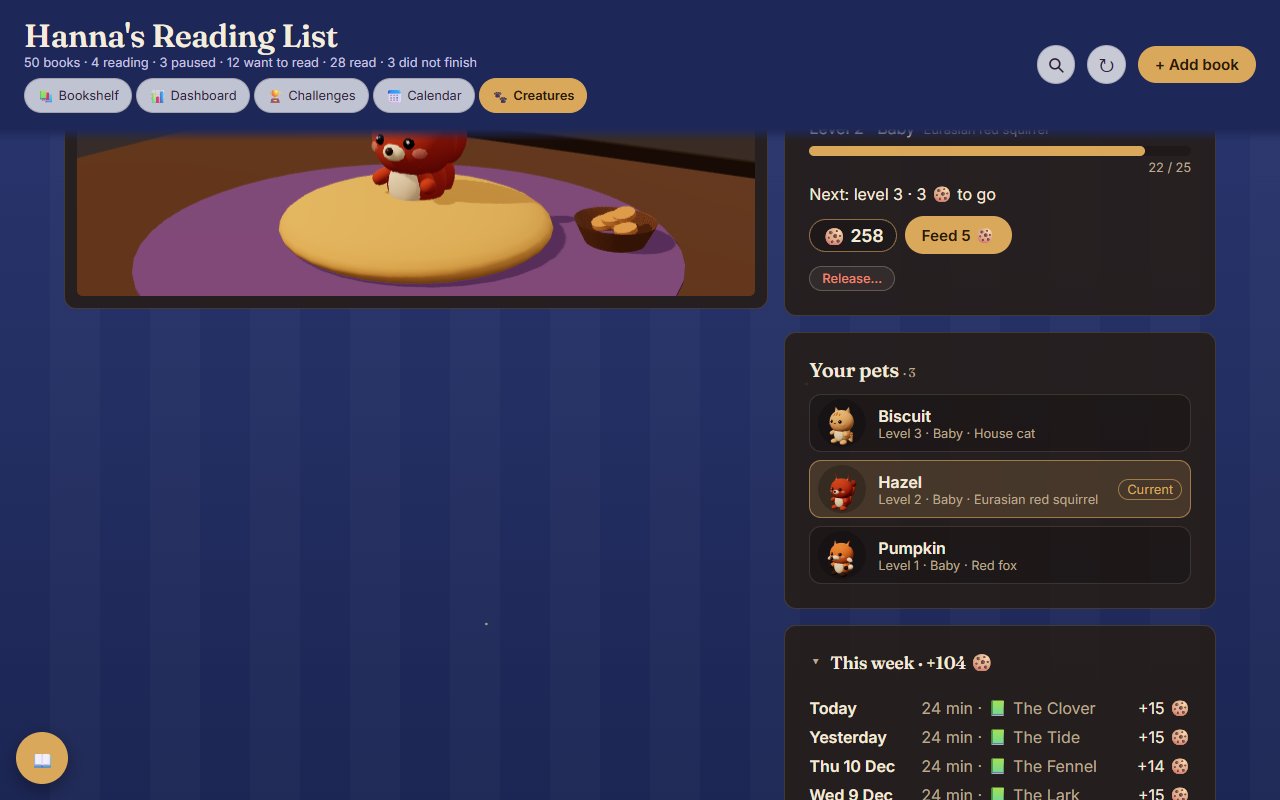 Hanna's Reading List
50 books · 4 reading · 3 paused · 12 want to read · 28 read · 3 did not finish
Bookshelf
Dashboard
Challenges
Calendar
Creatures
+ Add book
Level 2 · Baby · Eurasian red squirrel
22 / 25
Next: level 3 · 3 to go
258
Feed 5
Release...
Your pets · 3
Biscuit
Level 3 · Baby · House cat
Hazel
Level 2 · Baby · Eurasian red squirrel
Current
Pumpkin
Level 1 · Baby · Red fox
This week · +104
Today 24 min · The Clover +15
Yesterday 24 min · The Tide +15
Thu 10 Dec 24 min · The Fennel +14
Wed 9 Dec 24 min · The Lark +15